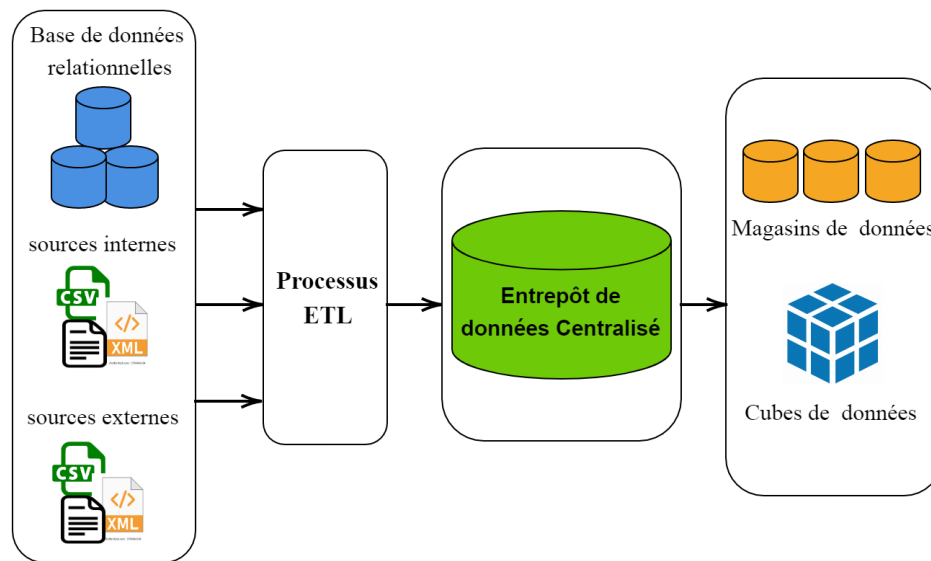 Base de données
relationnelles
sources internes
CSV
</>
XML
sources externes
CSV
</>
XML
Processus
ETL
Entrepôt de
données Centralisé
Magasins de données
Cubes de données